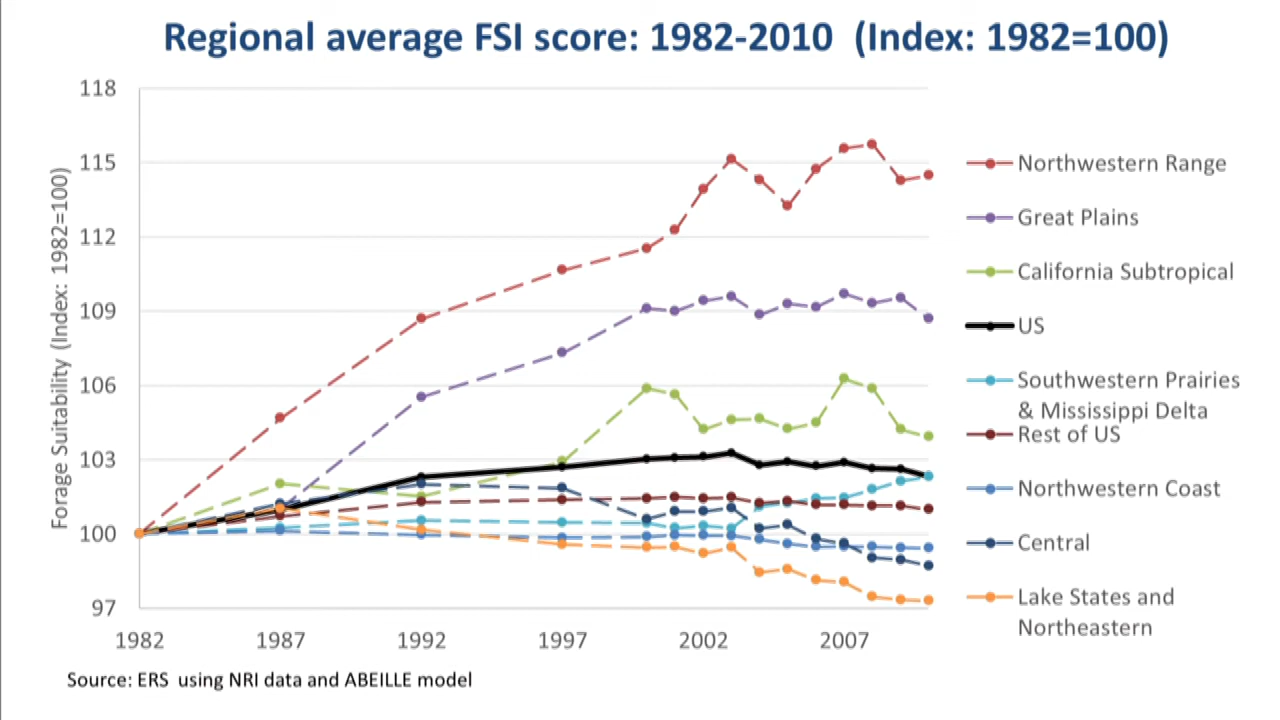 Regional average FSI score: 1982-2010 (Index: 1982=100)
118
115
112
109
106
103
100
97
Forage Suitability (Index: 1982=100)
1982
1987
1992
1997
2002
2007
Northwestern Range
Great Plains
California Subtropical
US
Southwestern Prairies
& Mississippi Delta
Rest of US
Northwestern Coast
Central
Lake States and
Northeastern
Source: ERS using NRI data and ABEILLE model